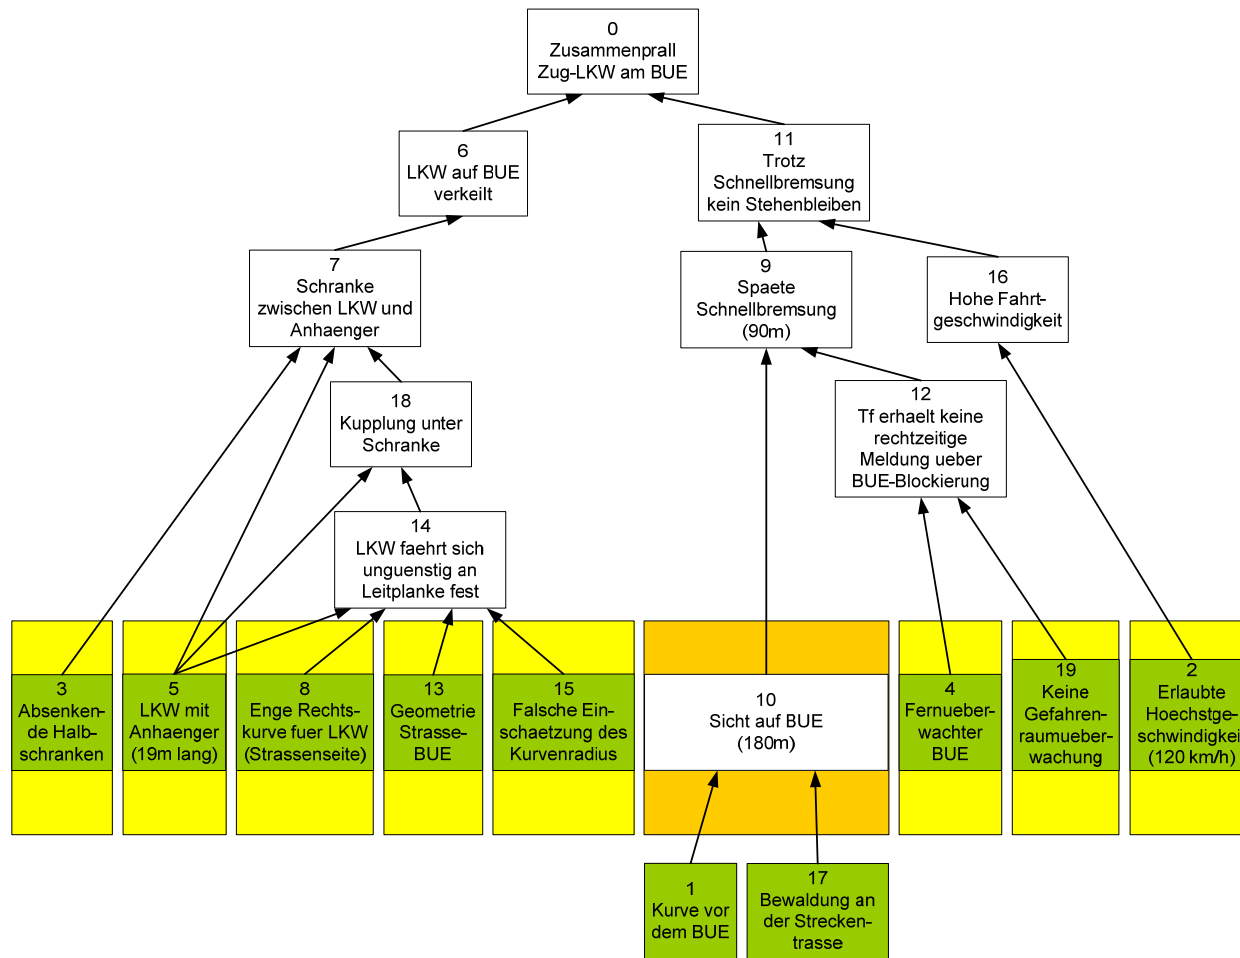 0
Zusammenprall
Zug-LKW am BUE
6
LKW auf BUE
verkeilt
11
Trotz
Schnellbremsung
kein Stehenbleiben
7
Schranke
zwischen LKW und
Anhaenger
9
Spaete
Schnellbremsung
(90m)
16
Hohe Fahrt-
geschwindigkeit
18
Kupplung unter
Schranke
12
Tf erhaelt keine
rechtzeitige
Meldung ueber
BUE-Blockierung
14
LKW faehrt sich
unguenstig an
Leitplanke fest
3
Absenken-
de Halb-
schranken
5
LKW mit
Anhaenger
(19m lang)
8
Enge Rechts-
kurve fuer LKW
(Strassenseite)
13
Geometrie
Strasse-
BUE
15
Falsche Ein-
schaetzung des
Kurvenradius
10
Sicht auf BUE
(180m)
4
Fernueber-
wachter
BUE
19
Keine
Gefahren-
raumueber-
wachung
2
Erlaubte
Hoechstge-
schwindigkeit
(120 km/h)
1
Kurve vor
dem BUE
17
Bewaldung an
der Strecken-
trasse